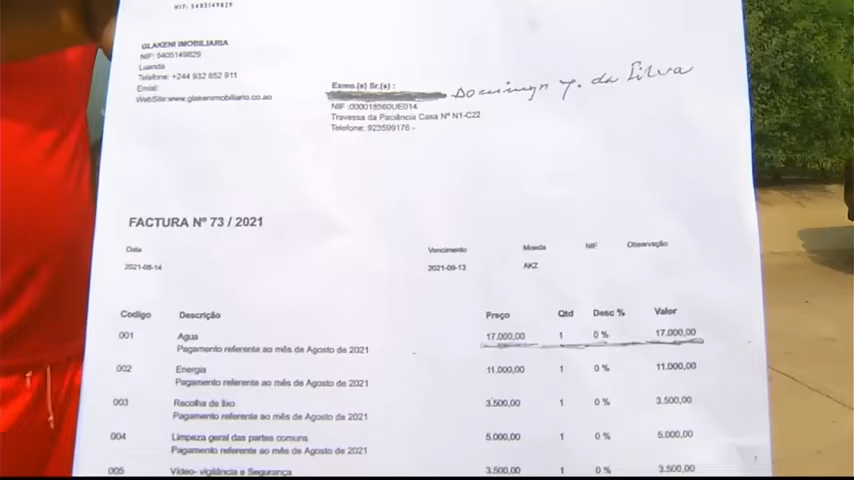 NIF: 5485149829
GLAKENI IMOBILIARIA
NIF: 5405149829
Luanda
Telefone: +244 932 852 911
Email:
WebSite:www.glakenimobiliario.co.ao
Exmo.(s) Sr.(s) :
Domingos J. da Silva
NIF :000018560UE014
Travessa da Paciência Casa Nº N1-C22
Telefone: 923599176 -
FACTURA Nº 73 / 2021
Data Vencimento Moeda NIF Observação
2021-08-14 2021-09-13 AKZ
Codigo Descrição Preço Qtd Desc % Valor
001 Agua 17.000,00 1 0 % 17.000,00
Pagamento referente ao mês de Agosto de 2021
002 Energia 11.000,00 1 0 % 11.000,00
Pagamento referente ao mês de Agosto de 2021
003 Recolha de lixo 3.500,00 1 0 % 3.500,00
Pagamento referente ao mês de Agosto de 2021
004 Limpeza geral das partes comuns 5.000,00 1 0 % 5.000,00
Pagamento referente ao mês de Agosto de 2021
005 Vídeo- vigilância e Segurança 3.500,00 1 0 % 3.500,00